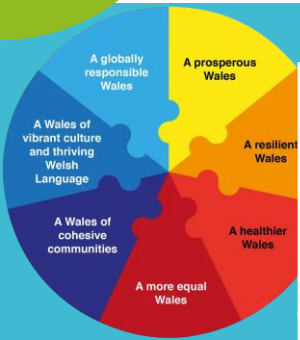 A prosperous
Wales
A resilient
Wales
A healthier
Wales
A more equal
Wales
A Wales of
cohesive
communities
A Wales of
vibrant culture
and thriving
Welsh
Language
A globally
responsible
Wales